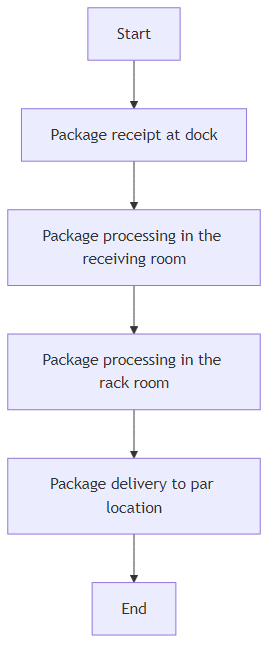 Start
Package receipt at dock
Package processing in the
receiving room
Package processing in the
rack room
Package delivery to par
location
End